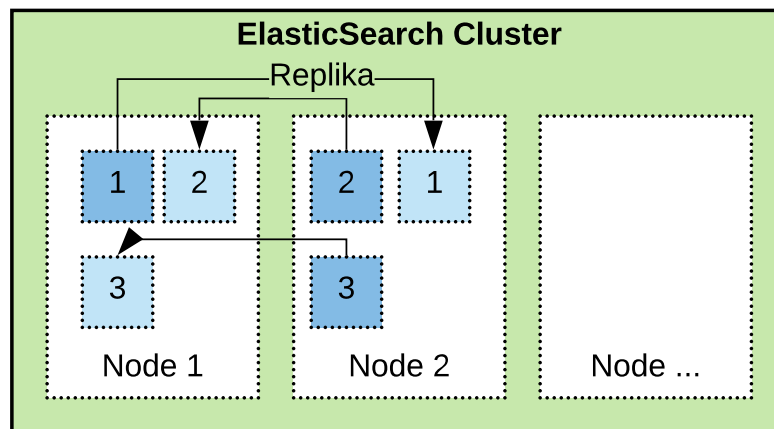 ElasticSearch Cluster
Replika
1 2
3
Node 1
2 1
3
Node 2
Node ...